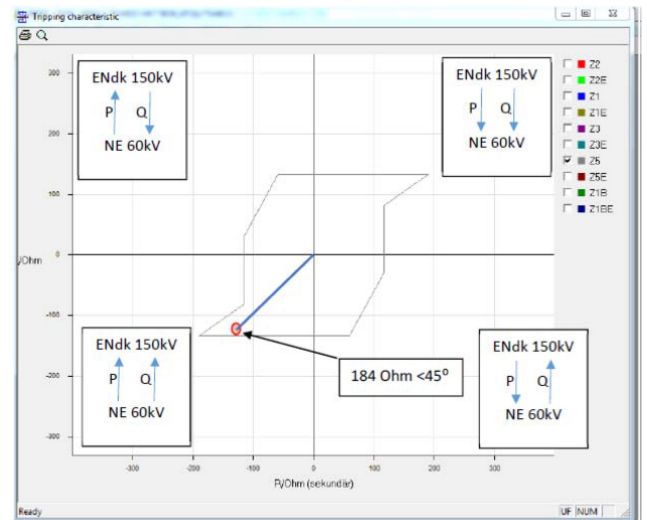 Tripping characteristic
300
200
100
0
-100
-200
-300
/Ohm
ENdk 150kV
P Q
NE 60kV
ENdk 150kV
P Q
NE 60kV
Z2
Z2E
Z1
Z1E
Z3
Z3E
Z5
Z5E
Z1B
Z1BE
ENdk 150kV
P Q
NE 60kV
184 Ohm <45°
ENdk 150kV
P Q
NE 60kV
-300
-200
-100
0
100
200
300
R/Ohm (sekundär)
Ready
UF NUM